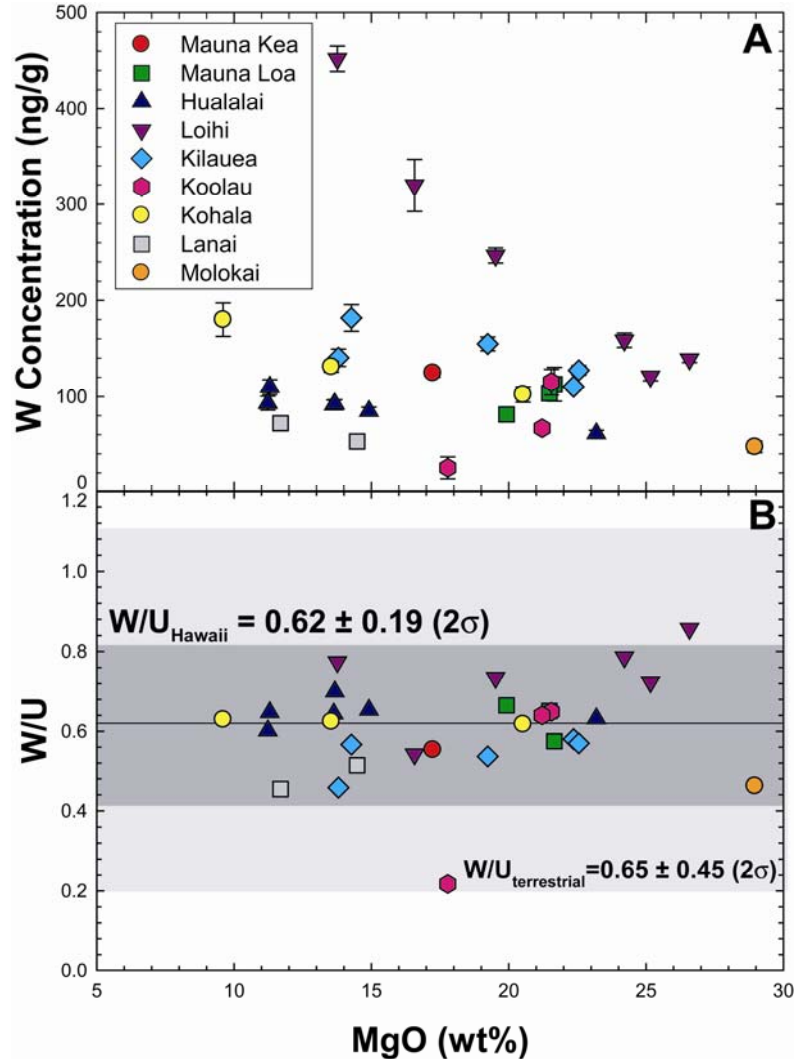 A
W Concentration (ng/g)
500
400
300
200
100
0
Mauna Kea
Mauna Loa
Hualalai
Loihi
Kilauea
Koolau
Kohala
Lanai
Molokai
B
W/U
1.2
1.0
0.8
0.6
0.4
0.2
0.0
W/U Hawaii = 0.62 ± 0.19 (2σ)
W/U terrestrial =0.65 ± 0.45 (2σ)
5 10 15 20 25 30
MgO (wt%)